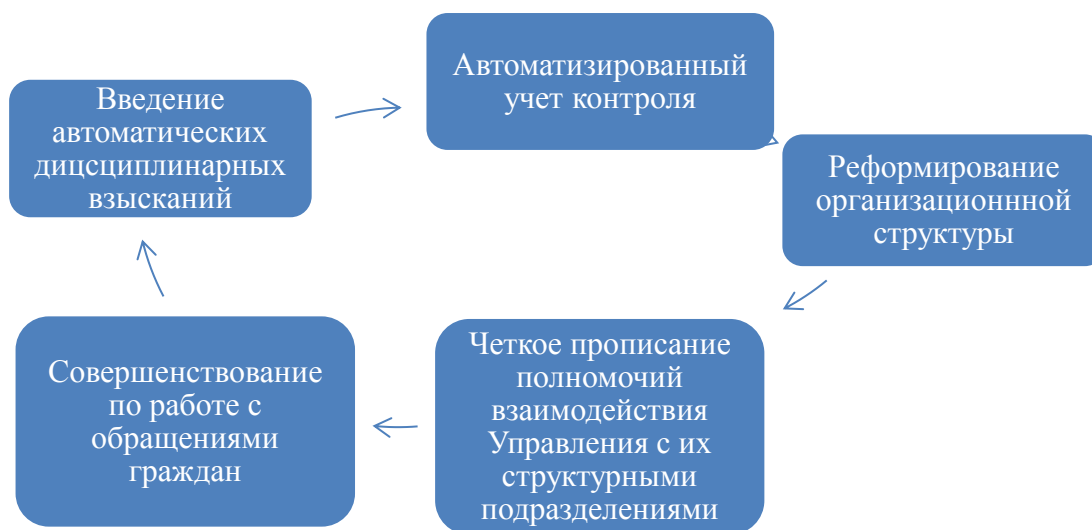 Автоматизированный
учет контроля
Введение
автоматических
дицсциплинарных
взысканий
Реформирование
организационнной
структуры
Четкое прописание
полномочий
взаимодействия
Управления с их
структурными
подразделениями
Совершенствование
по работе с
обращениями
граждан